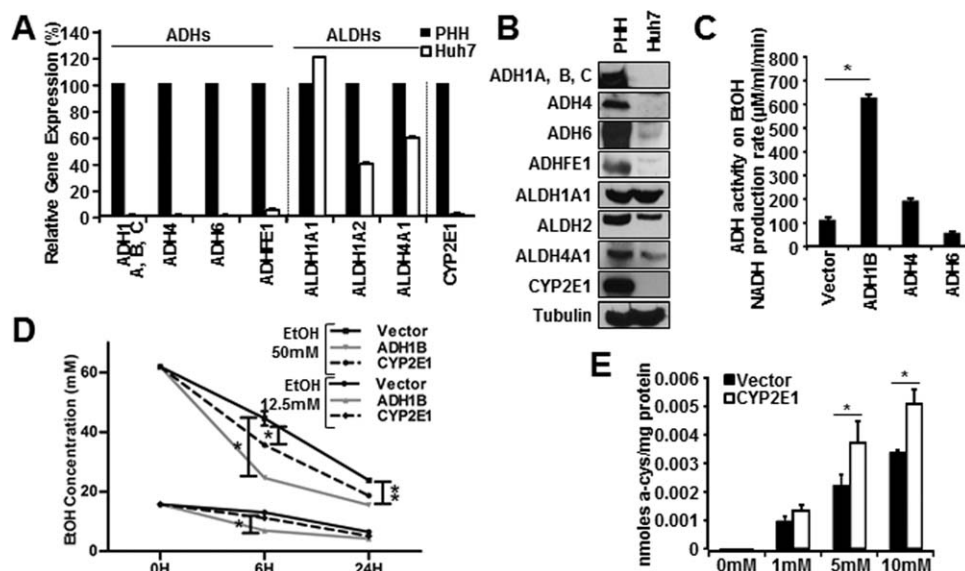 A
Relative Gene Expression (%)
140
120
100
80
60
40
20
0
ADHs
ALDHs
PHH
Huh7
ADH1
A, B, C
ADH4
ADH6
ADHFE1
ALDH1A1
ALDH1A2
ALDH4A1
CYP2E1
B
PHH
Huh7
ADH1A, B, C
ADH4
ADH6
ADHFE1
ALDH1A1
ALDH2
ALDH4A1
CYP2E1
Tubulin
C
ADH activity on EtOH
NADH production rate (µM/ml/min)
800
700
600
500
400
300
200
100
0
*
Vector
ADH1B
ADH4
ADH6
D
EtOH Concentration (mM)
60
40
20
0
EtOH
50mM
Vector
ADH1B
CYP2E1
EtOH
12.5mM
Vector
ADH1B
CYP2E1
*
*
*
*
*
0H
6H
24H
E
nmoles a-cys/mg protein
0.006
0.005
0.004
0.003
0.002
0.001
Vector
CYP2E1
*
*
0mM
1mM
5mM
10mM